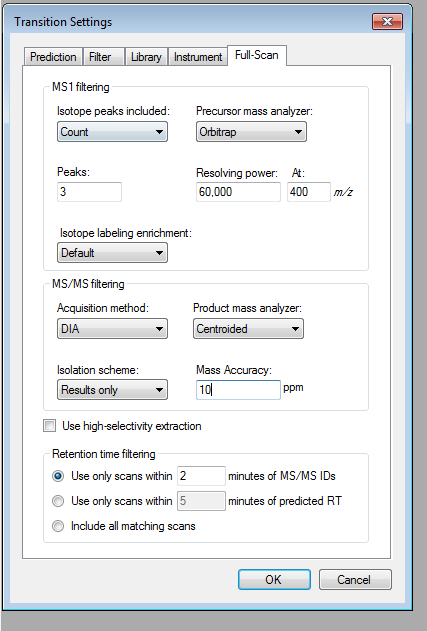 Transition Settings
Prediction Filter Library Instrument Full-Scan
MS1 filtering
Isotope peaks included: Precursor mass analyzer:
Count Orbitrap
Peaks: Resolving power: At:
3 60,000 400 m/z
Isotope labeling enrichment:
Default
MS/MS filtering
Acquisition method: Product mass analyzer:
DIA Centroided
Isolation scheme: Mass Accuracy:
Results only 10 ppm
Use high-selectivity extraction
Retention time filtering
Use only scans within 2 minutes of MS/MS IDs
Use only scans within 5 minutes of predicted RT
Include all matching scans
OK Cancel